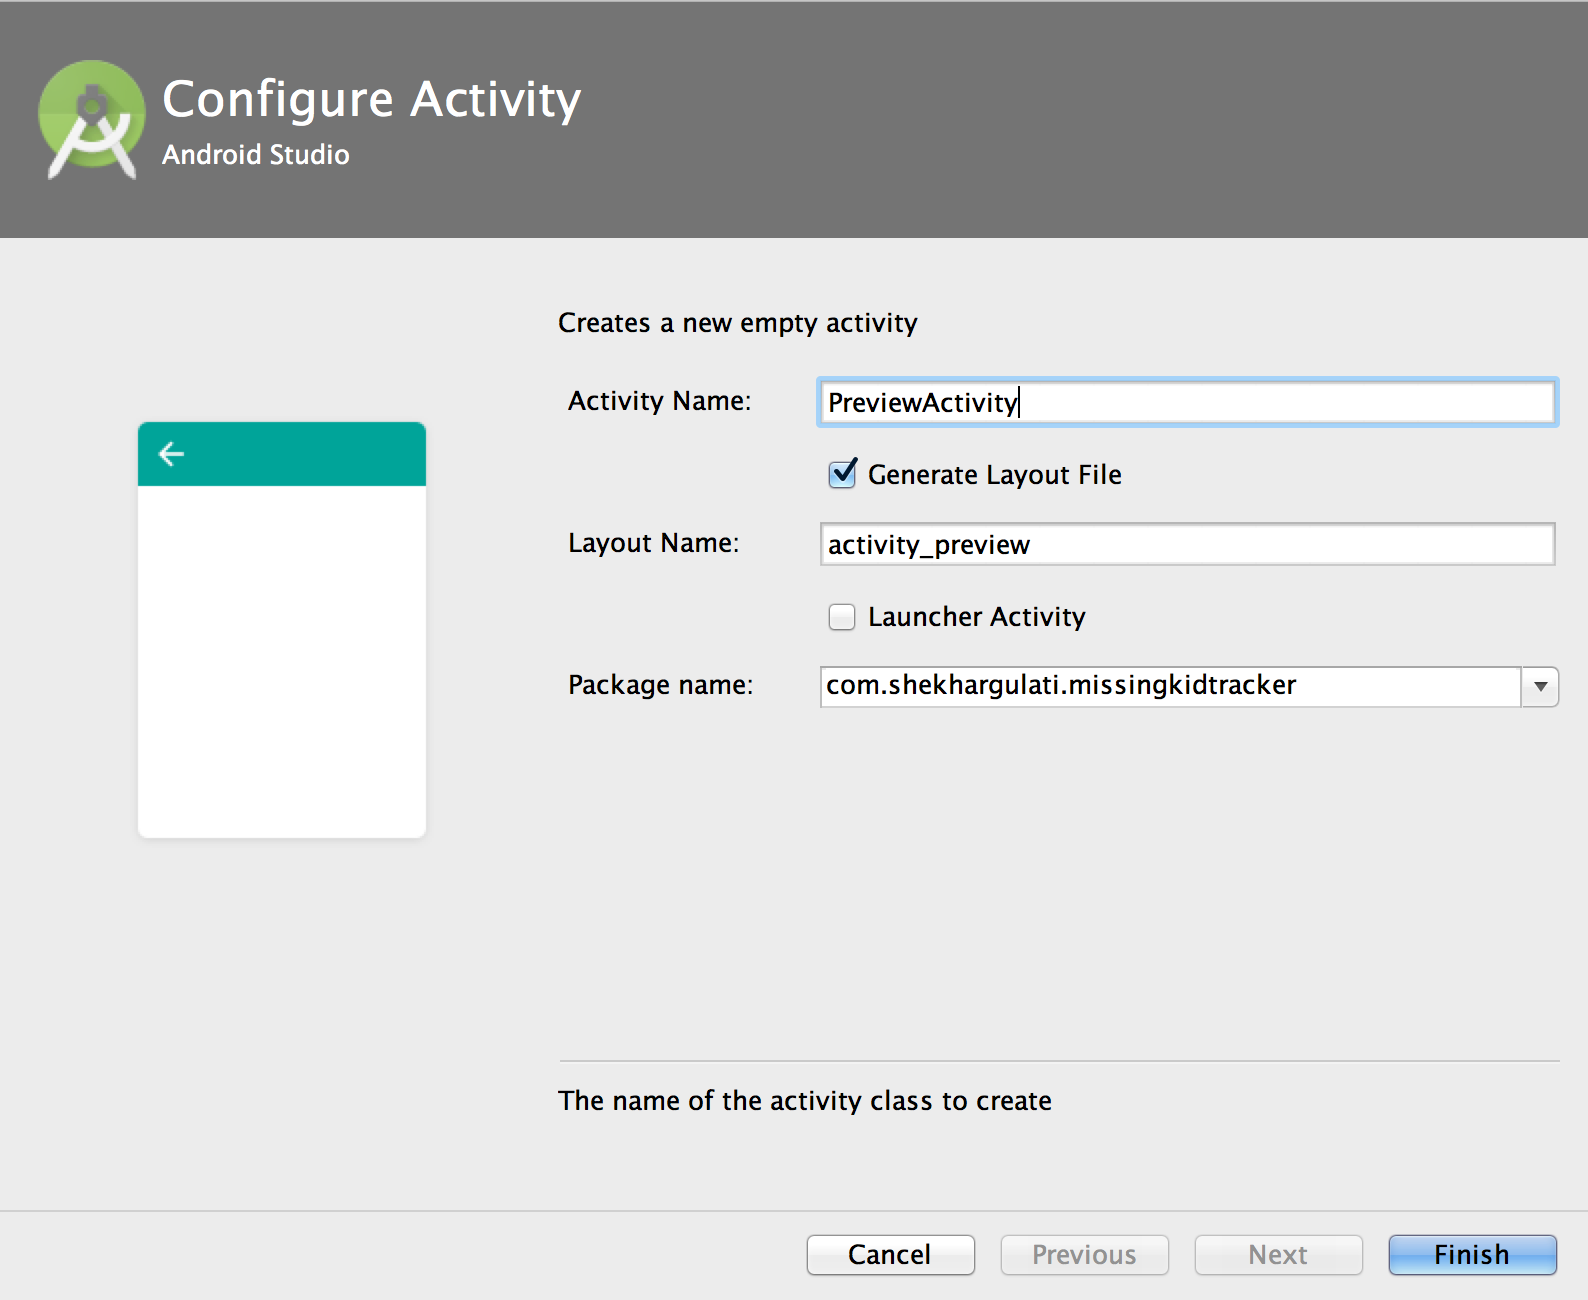 Configure Activity
Android Studio
Creates a new empty activity
Activity Name: PreviewActivity
Generate Layout File
Layout Name: activity_preview
Launcher Activity
Package name: com.shekhargulati.missingkidtracker
The name of the activity class to create
Cancel Previous Next Finish